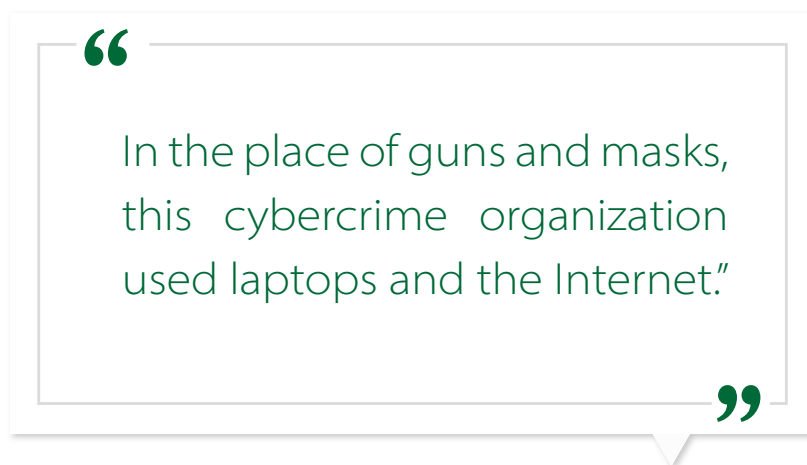 “
In the place of guns and masks,
this cybercrime organization
used laptops and the Internet.”
”